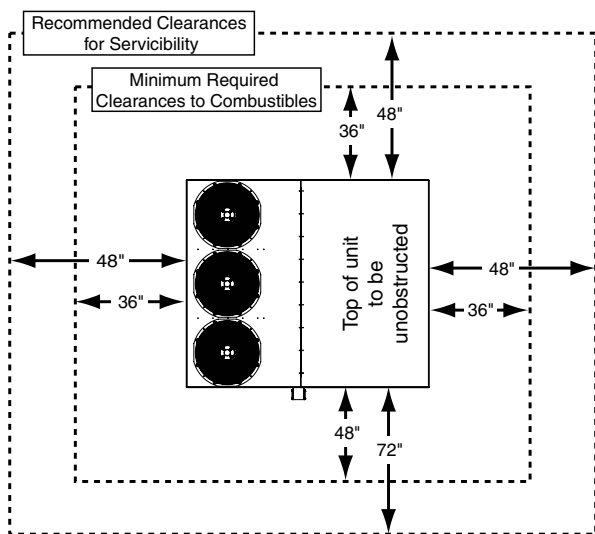 Recommended Clearances
for Servicibility
Minimum Required
Clearances to Combustibles
48"
36"
48"
36"
Top of unit
to be
unobstructed
48"
36"
48"
72"